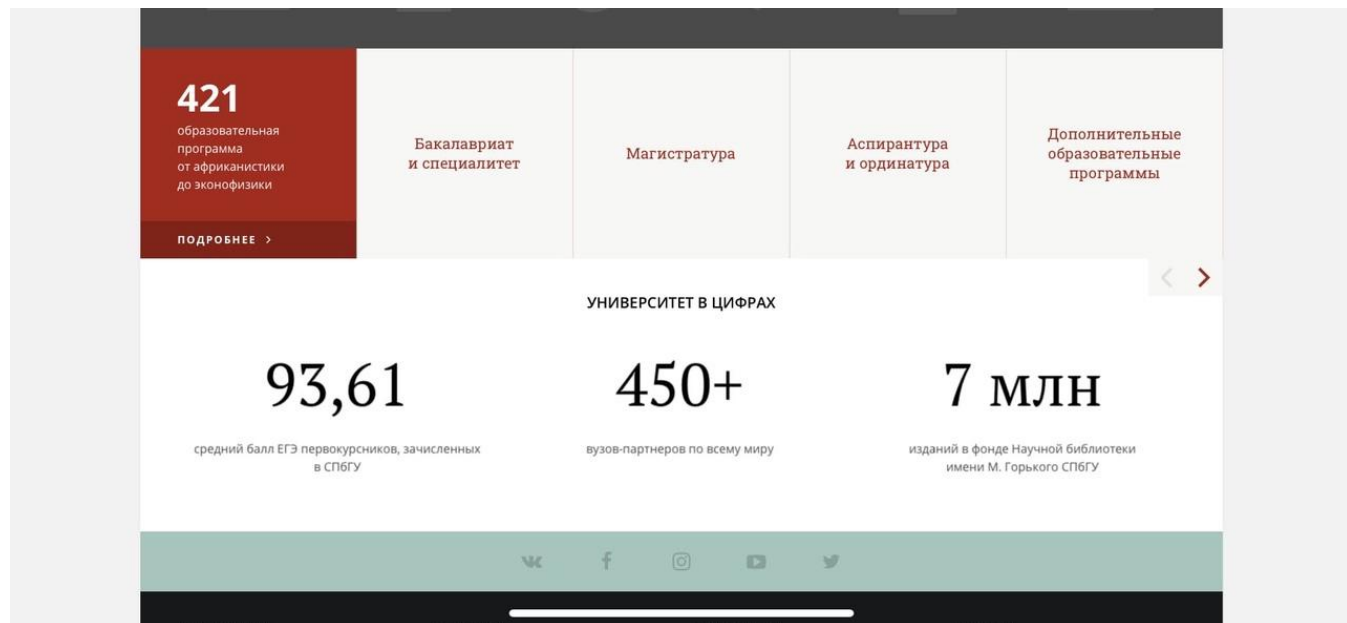 421
образовательная
программа
от африканистики
до эконофизики
ПОДРОБНЕЕ >
Бакалавриат
и специалитет
Магистратура
Аспирантура
и ординатура
Дополнительные
образовательные
программы
УНИВЕРСИТЕТ В ЦИФРАХ
93,61
средний балл ЕГЭ первокурсников, зачисленных
в СПбГУ
450+
вузов-партнеров по всему миру
7 млн
изданий в фонде Научной библиотеки
имени М. Горького СПбГУ